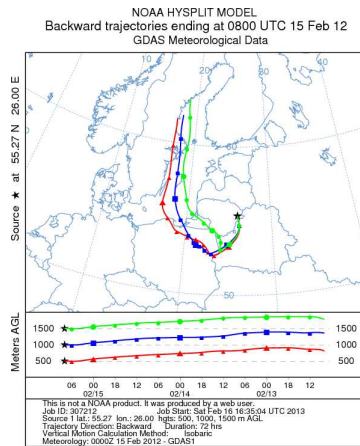 NOAA HYSPLIT MODEL
Backward trajectories ending at 0800 UTC 15 Feb 12
GDAS Meteorological Data
Source ★ at 55.27 N 26.00 E
10
20
30
50
Meters AGL
1500
1000
500
1500
1000
500
06 00 18 12 06 00 18 12 06 00 18 12
02/15 02/14 02/13
This is not a NOAA product. It was produced by a web user.
Job ID: 307212 Job Start: Sat Feb 16 16:35:04 UTC 2013
Source 1 lat.: 55.27 lon.: 26.00 hgts: 500, 1000, 1500 m AGL
Trajectory Direction: Backward Duration: 72 hrs
Vertical Motion Calculation Method: Isobaric
Meteorology: 0000Z 15 Feb 2012 - GDAS1